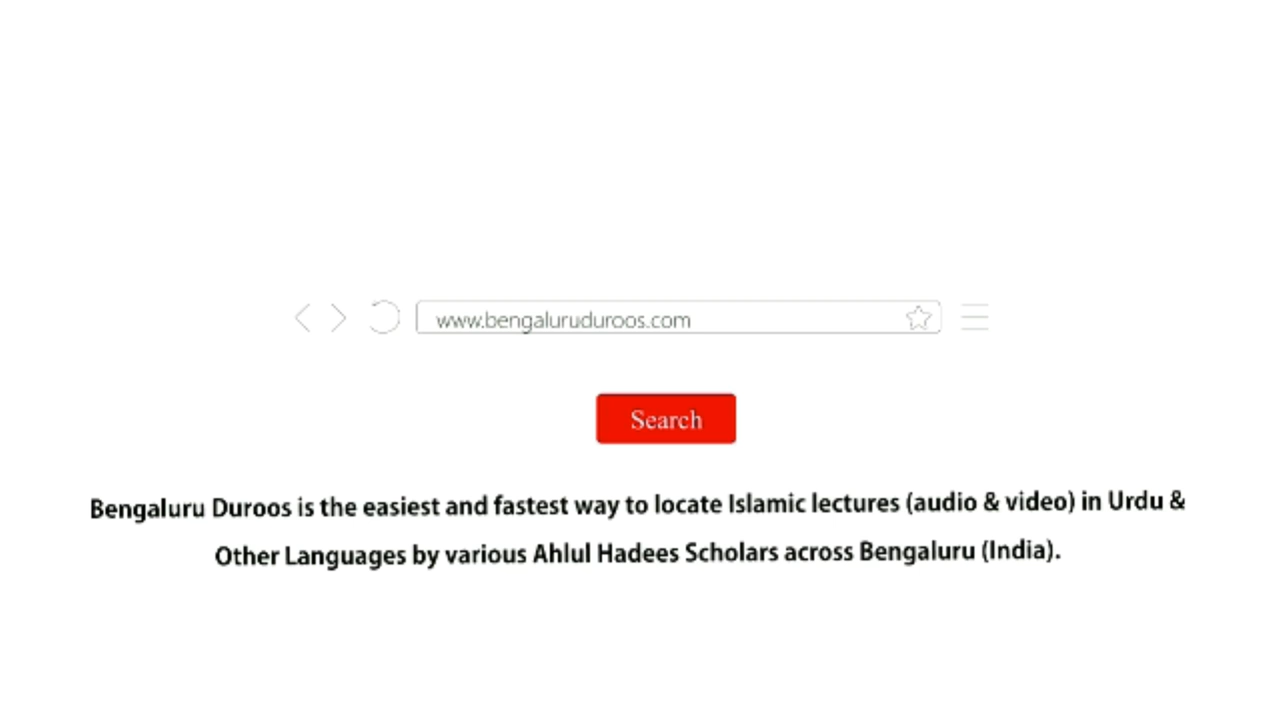 www.bengaluruduroos.com
Search
Bengaluru Duroos is the easiest and fastest way to locate Islamic lectures (audio & video) in Urdu &
Other Languages by various Ahlul Hadees Scholars across Bengaluru (India).